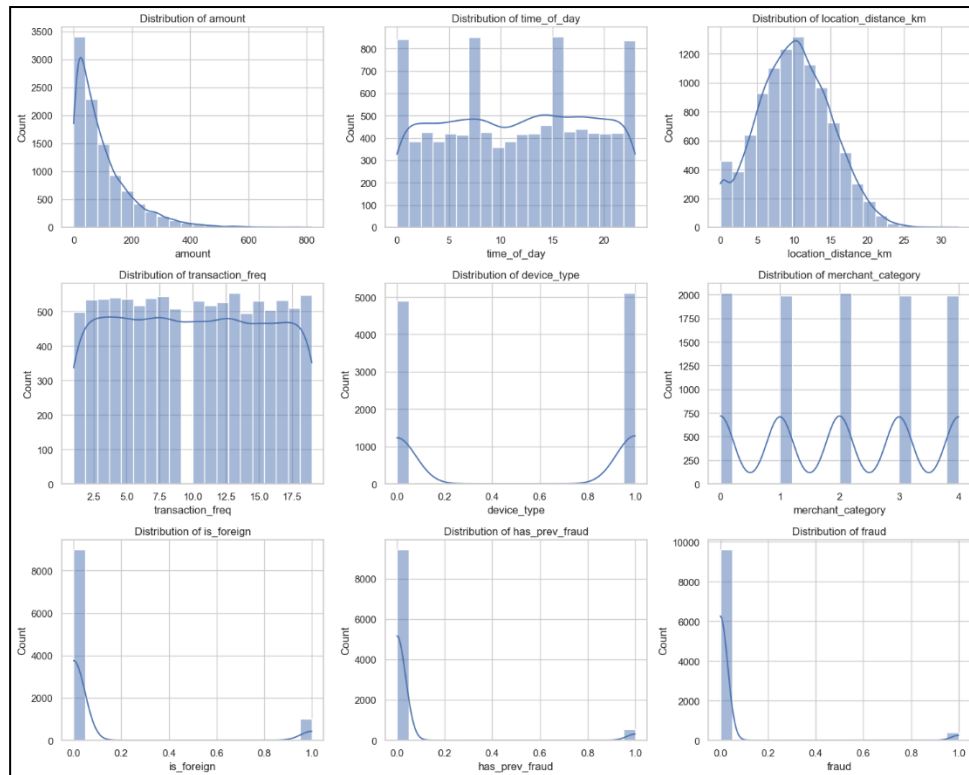 Distribution of amount
Count
3500
3000
2500
2000
1500
1000
500
0
0 200 400 600 800
amount
Distribution of time_of_day
Count
800
700
600
500
400
300
200
100
0
0 5 10 15 20
time_of_day
Distribution of location_distance_km
Count
1200
1000
800
600
400
200
0
0 5 10 15 20 25 30
location_distance_km
Distribution of transaction_freq
Count
500
400
300
200
100
0
2.5 5.0 7.5 10.0 12.5 15.0 17.5
transaction_freq
Distribution of device_type
Count
5000
4000
3000
2000
1000
0
0.0 0.2 0.4 0.6 0.8 1.0
device_type
Distribution of merchant_category
Count
2000
1750
1500
1250
1000
750
500
250
0
0 1 2 3 4
merchant_category
Distribution of is_foreign
Count
8000
6000
4000
2000
0
0.0 0.2 0.4 0.6 0.8 1.0
is_foreign
Distribution of has_prev_fraud
Count
8000
6000
4000
2000
0
0.0 0.2 0.4 0.6 0.8 1.0
has_prev_fraud
Distribution of fraud
Count
10000
8000
6000
4000
2000
0
0.0 0.2 0.4 0.6 0.8 1.0
fraud